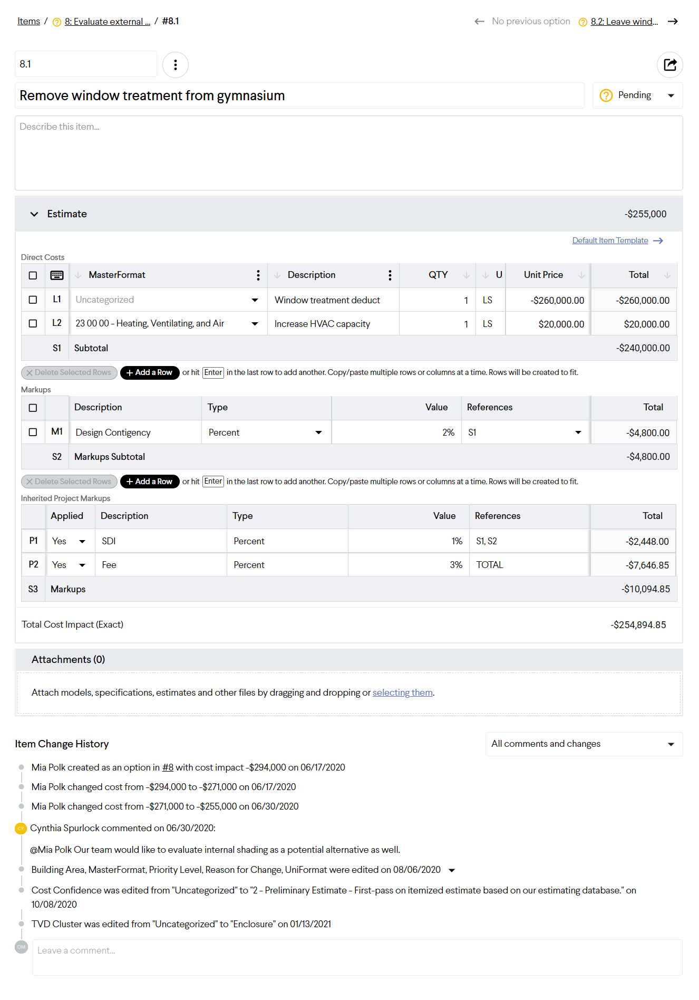 Items / 8: Evaluate external ... / #8.1
No previous option 8.2: Leave wind...
8.1
Remove window treatment from gymnasium
Pending
Describe this item...
Estimate -$255,000
Default Item Template
Direct Costs
MasterFormat Description QTY U Unit Price Total
L1 Uncategorized Window treatment deduct 1 LS -$260,000.00 -$260,000.00
L2 23 00 00 - Heating, Ventilating, and Air Increase HVAC capacity 1 LS $20,000.00 $20,000.00
S1 Subtotal -$240,000.00
Delete Selected Rows + Add a Row or hit Enter in the last row to add another. Copy/paste multiple rows or columns at a time. Rows will be created to fit.
Markups
Description Type Value References Total
M1 Design Contigency Percent 2% S1 -$4,800.00
S2 Markups Subtotal -$4,800.00
Delete Selected Rows + Add a Row or hit Enter in the last row to add another. Copy/paste multiple rows or columns at a time. Rows will be created to fit.
Inherited Project Markups
Applied Description Type Value References Total
P1 Yes SDI Percent 1% S1, S2 -$2,448.00
P2 Yes Fee Percent 3% TOTAL -$7,646.85
S3 Markups -$10,094.85
Total Cost Impact (Exact) -$254,894.85
Attachments (0)
Attach models, specifications, estimates and other files by dragging and dropping or selecting them.
Item Change History
All comments and changes
Mia Polk created as an option in #8 with cost impact -$294,000 on 06/17/2020
Mia Polk changed cost from -$294,000 to -$271,000 on 06/17/2020
Mia Polk changed cost from -$271,000 to -$255,000 on 06/30/2020
CY Cynthia Spurlock commented on 06/30/2020:
@Mia Polk Our team would like to evaluate internal shading as a potential alternative as well.
Building Area, MasterFormat, Priority Level, Reason for Change, UniFormat were edited on 08/06/2020
Cost Confidence was edited from "Uncategorized" to "2 - Preliminary Estimate - First-pass on itemized estimate based on our estimating database." on
10/08/2020
TVD Cluster was edited from "Uncategorized" to "Enclosure" on 01/13/2021
OM Leave a comment...